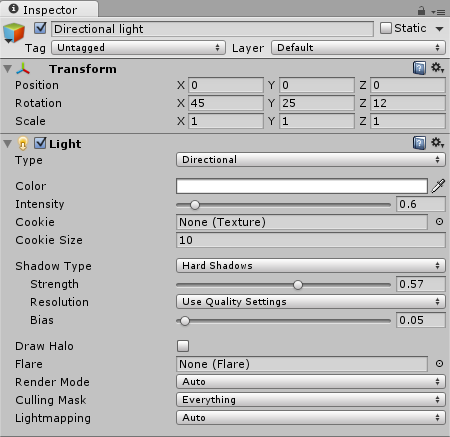 Inspector
Directional light Static
Tag Untagged Layer Default
Transform
Position X 0 Y 0 Z 0
Rotation X 45 Y 25 Z 12
Scale X 1 Y 1 Z 1
Light
Type Directional
Color
Intensity 0.6
Cookie None (Texture)
Cookie Size 10
Shadow Type Hard Shadows
Strength 0.57
Resolution Use Quality Settings
Bias 0.05
Draw Halo
Flare None (Flare)
Render Mode Auto
Culling Mask Everything
Lightmapping Auto